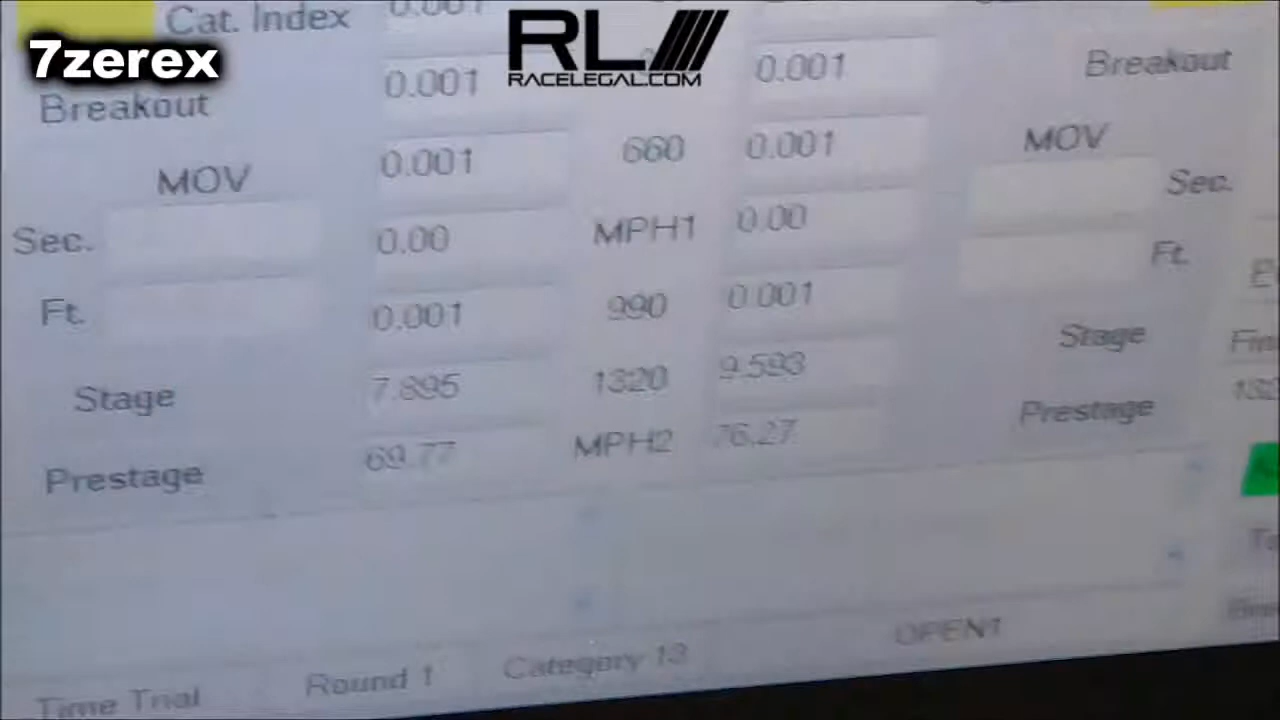 Cat. Index 0.001
7zerex
RL
RACELEGAL.COM
Breakout 0.001 0.001 Breakout
MOV 0.001 660 0.001 MOV
Sec. 0.00 MPH1 0.00 Sec.
Ft. 0.001 990 0.001 Ft.
Stage 7.895 1320 9.593 Stage
Prestage 69.77 MPH2 76.27 Prestage
Time Trial Round 1 Category 13 OPEN1